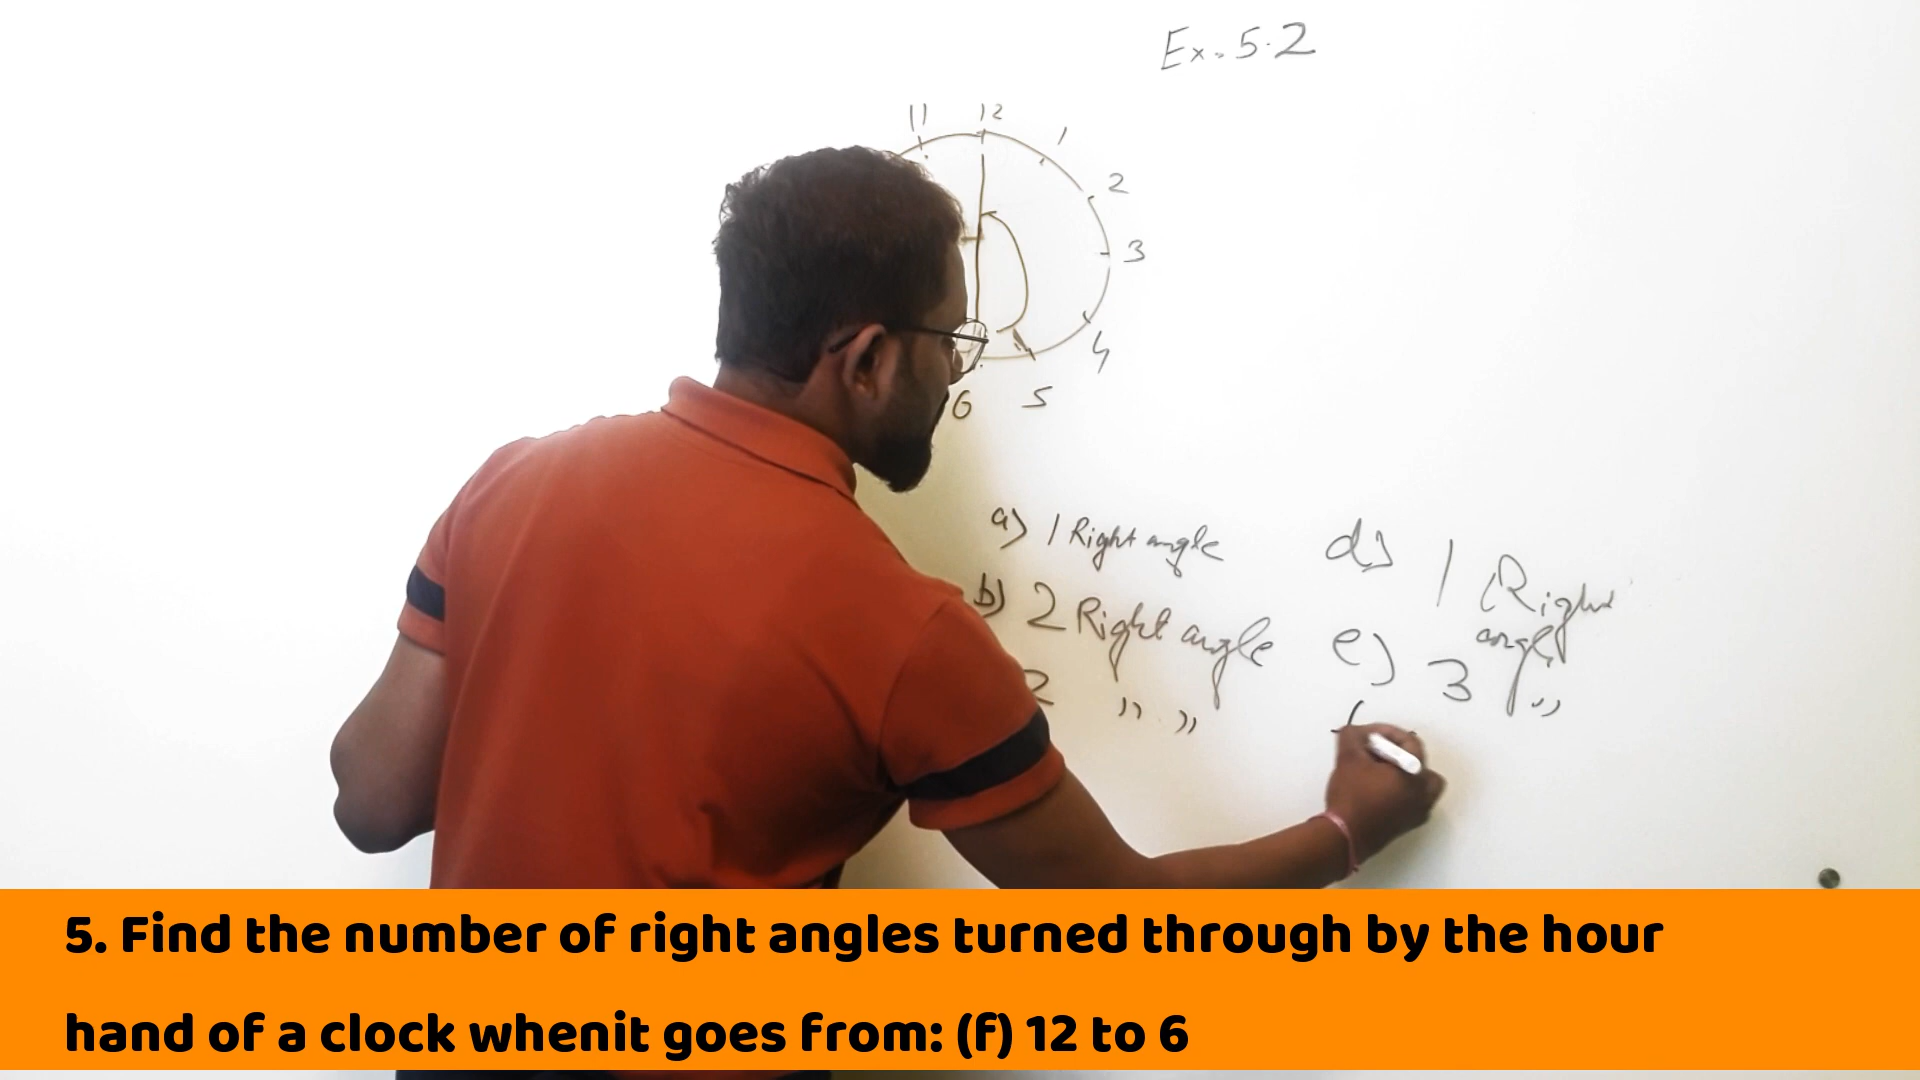 Ex. 5.2
11 12 1
2
3
4
5
6
a) 1 Right angle
b) 2 Right angle
2 " "
d) 1 Right
angle
e) 3 "
5. Find the number of right angles turned through by the hour
hand of a clock whenit goes from: (f) 12 to 6